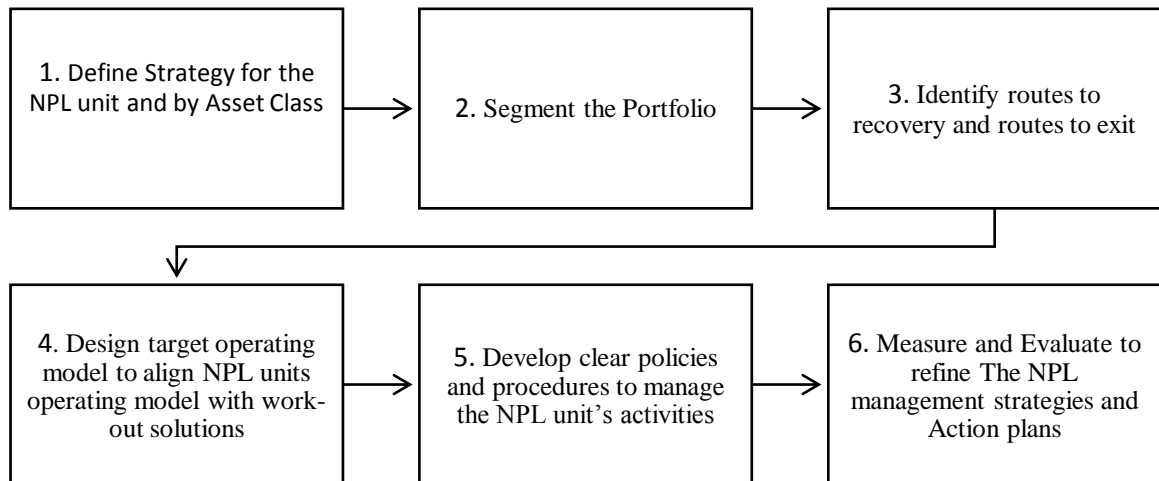 1. Define Strategy for the
NPL unit and by Asset Class
2. Segment the Portfolio
3. Identify routes to
recovery and routes to exit
4. Design target operating
model to align NPL units
operating model with work-
out solutions
5. Develop clear policies
and procedures to manage
the NPL unit’s activities
6. Measure and Evaluate to
refine The NPL
management strategies and
Action plans